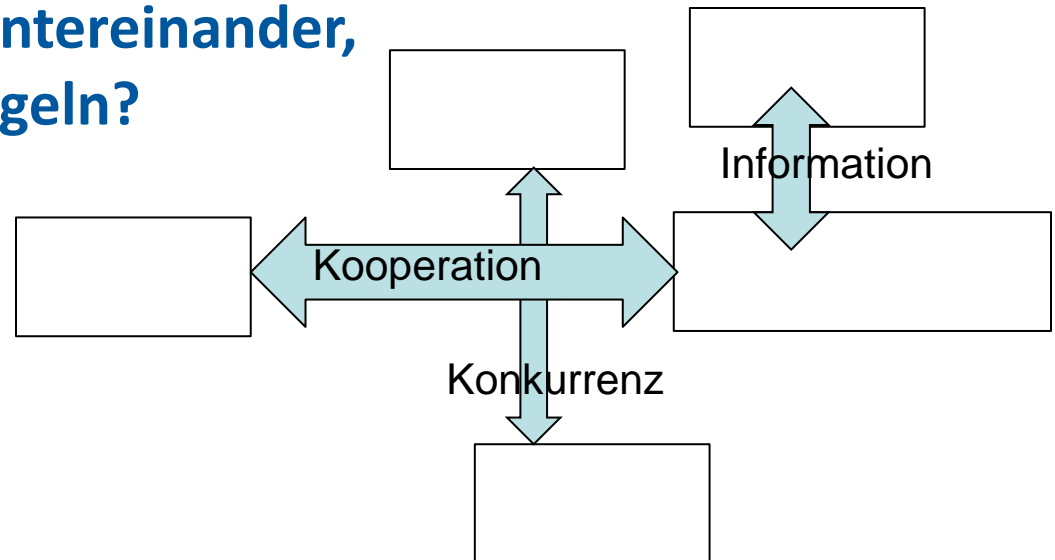 ntereinander,
geln?
Information
Kooperation
Konkurrenz